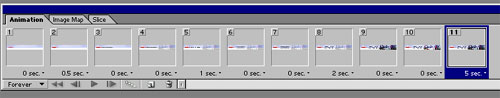 Animation Image Map Slice
1 2 3 4 5 6 7 8 9 10 11
0 sec. 0.5 sec. 0 sec. 0 sec. 1 sec. 0 sec. 0 sec. 2 sec. 0 sec. 0 sec. 5 sec.
Forever